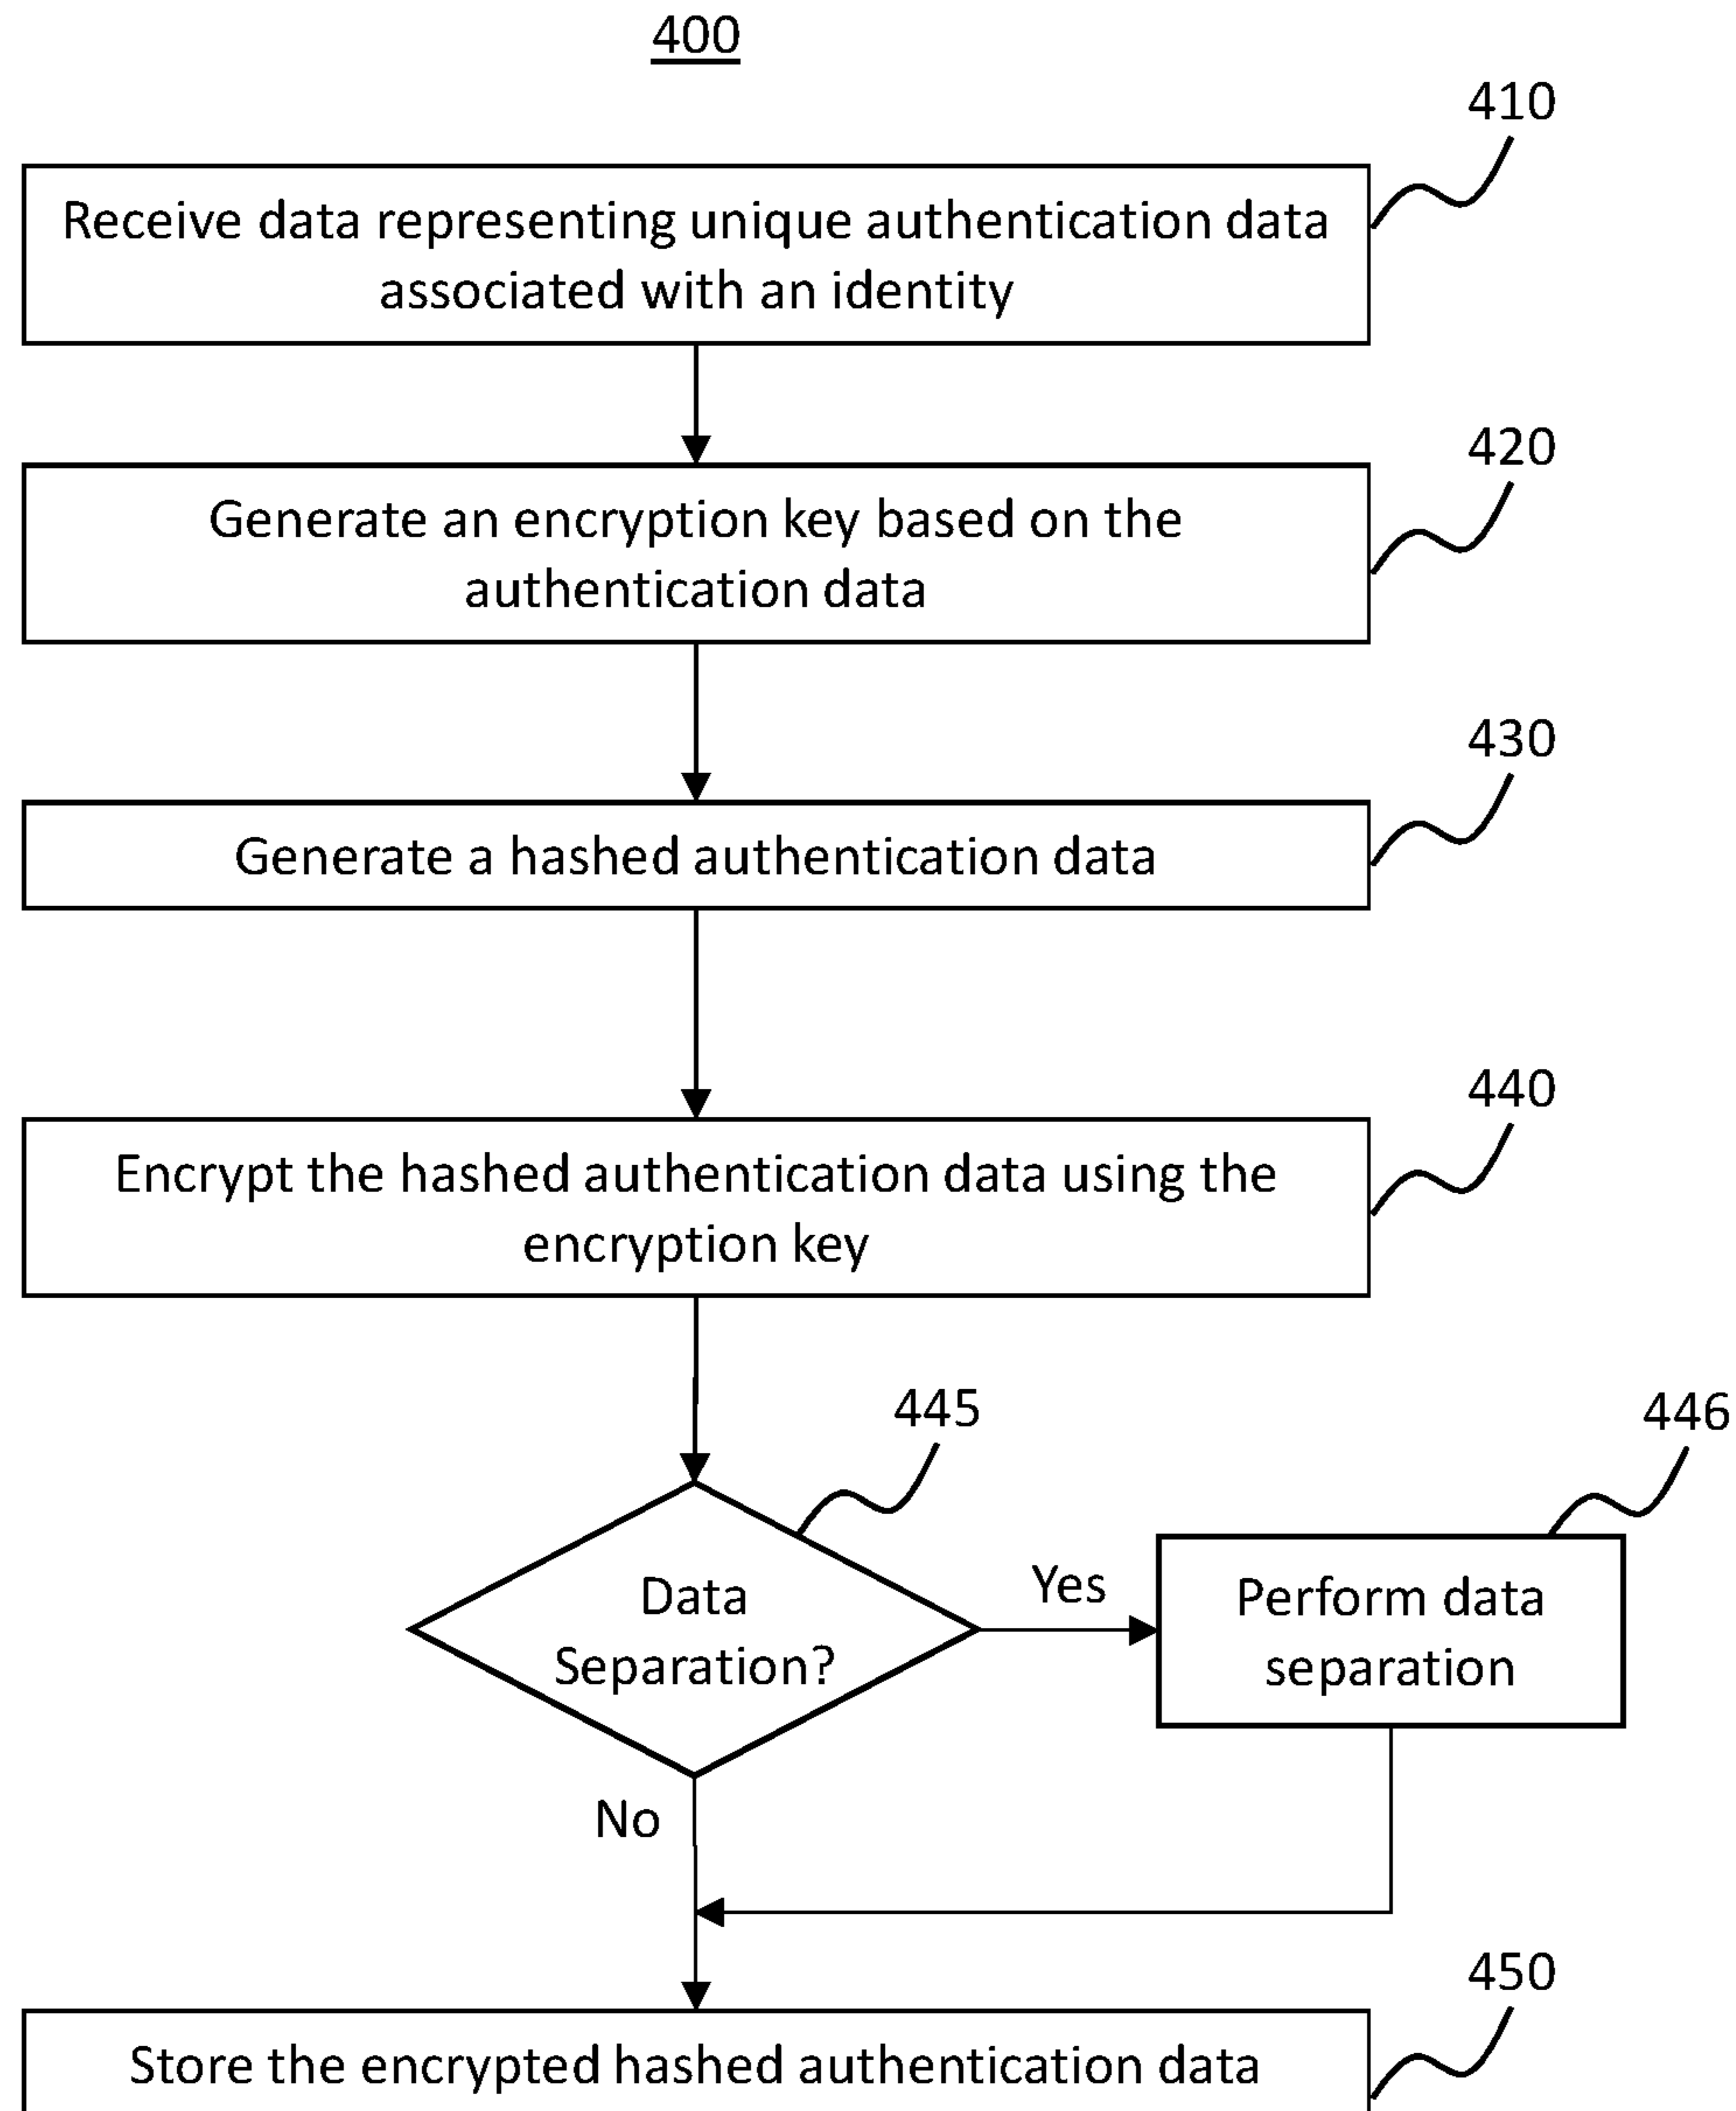 400
410
Receive data representing unique authentication data
associated with an identity
420
Generate an encryption key based on the
authentication data
430
Generate a hashed authentication data
440
Encrypt the hashed authentication data using the
encryption key
445
446
Data
Separation?
Yes
Perform data
separation
No
450
Store the encrypted hashed authentication data